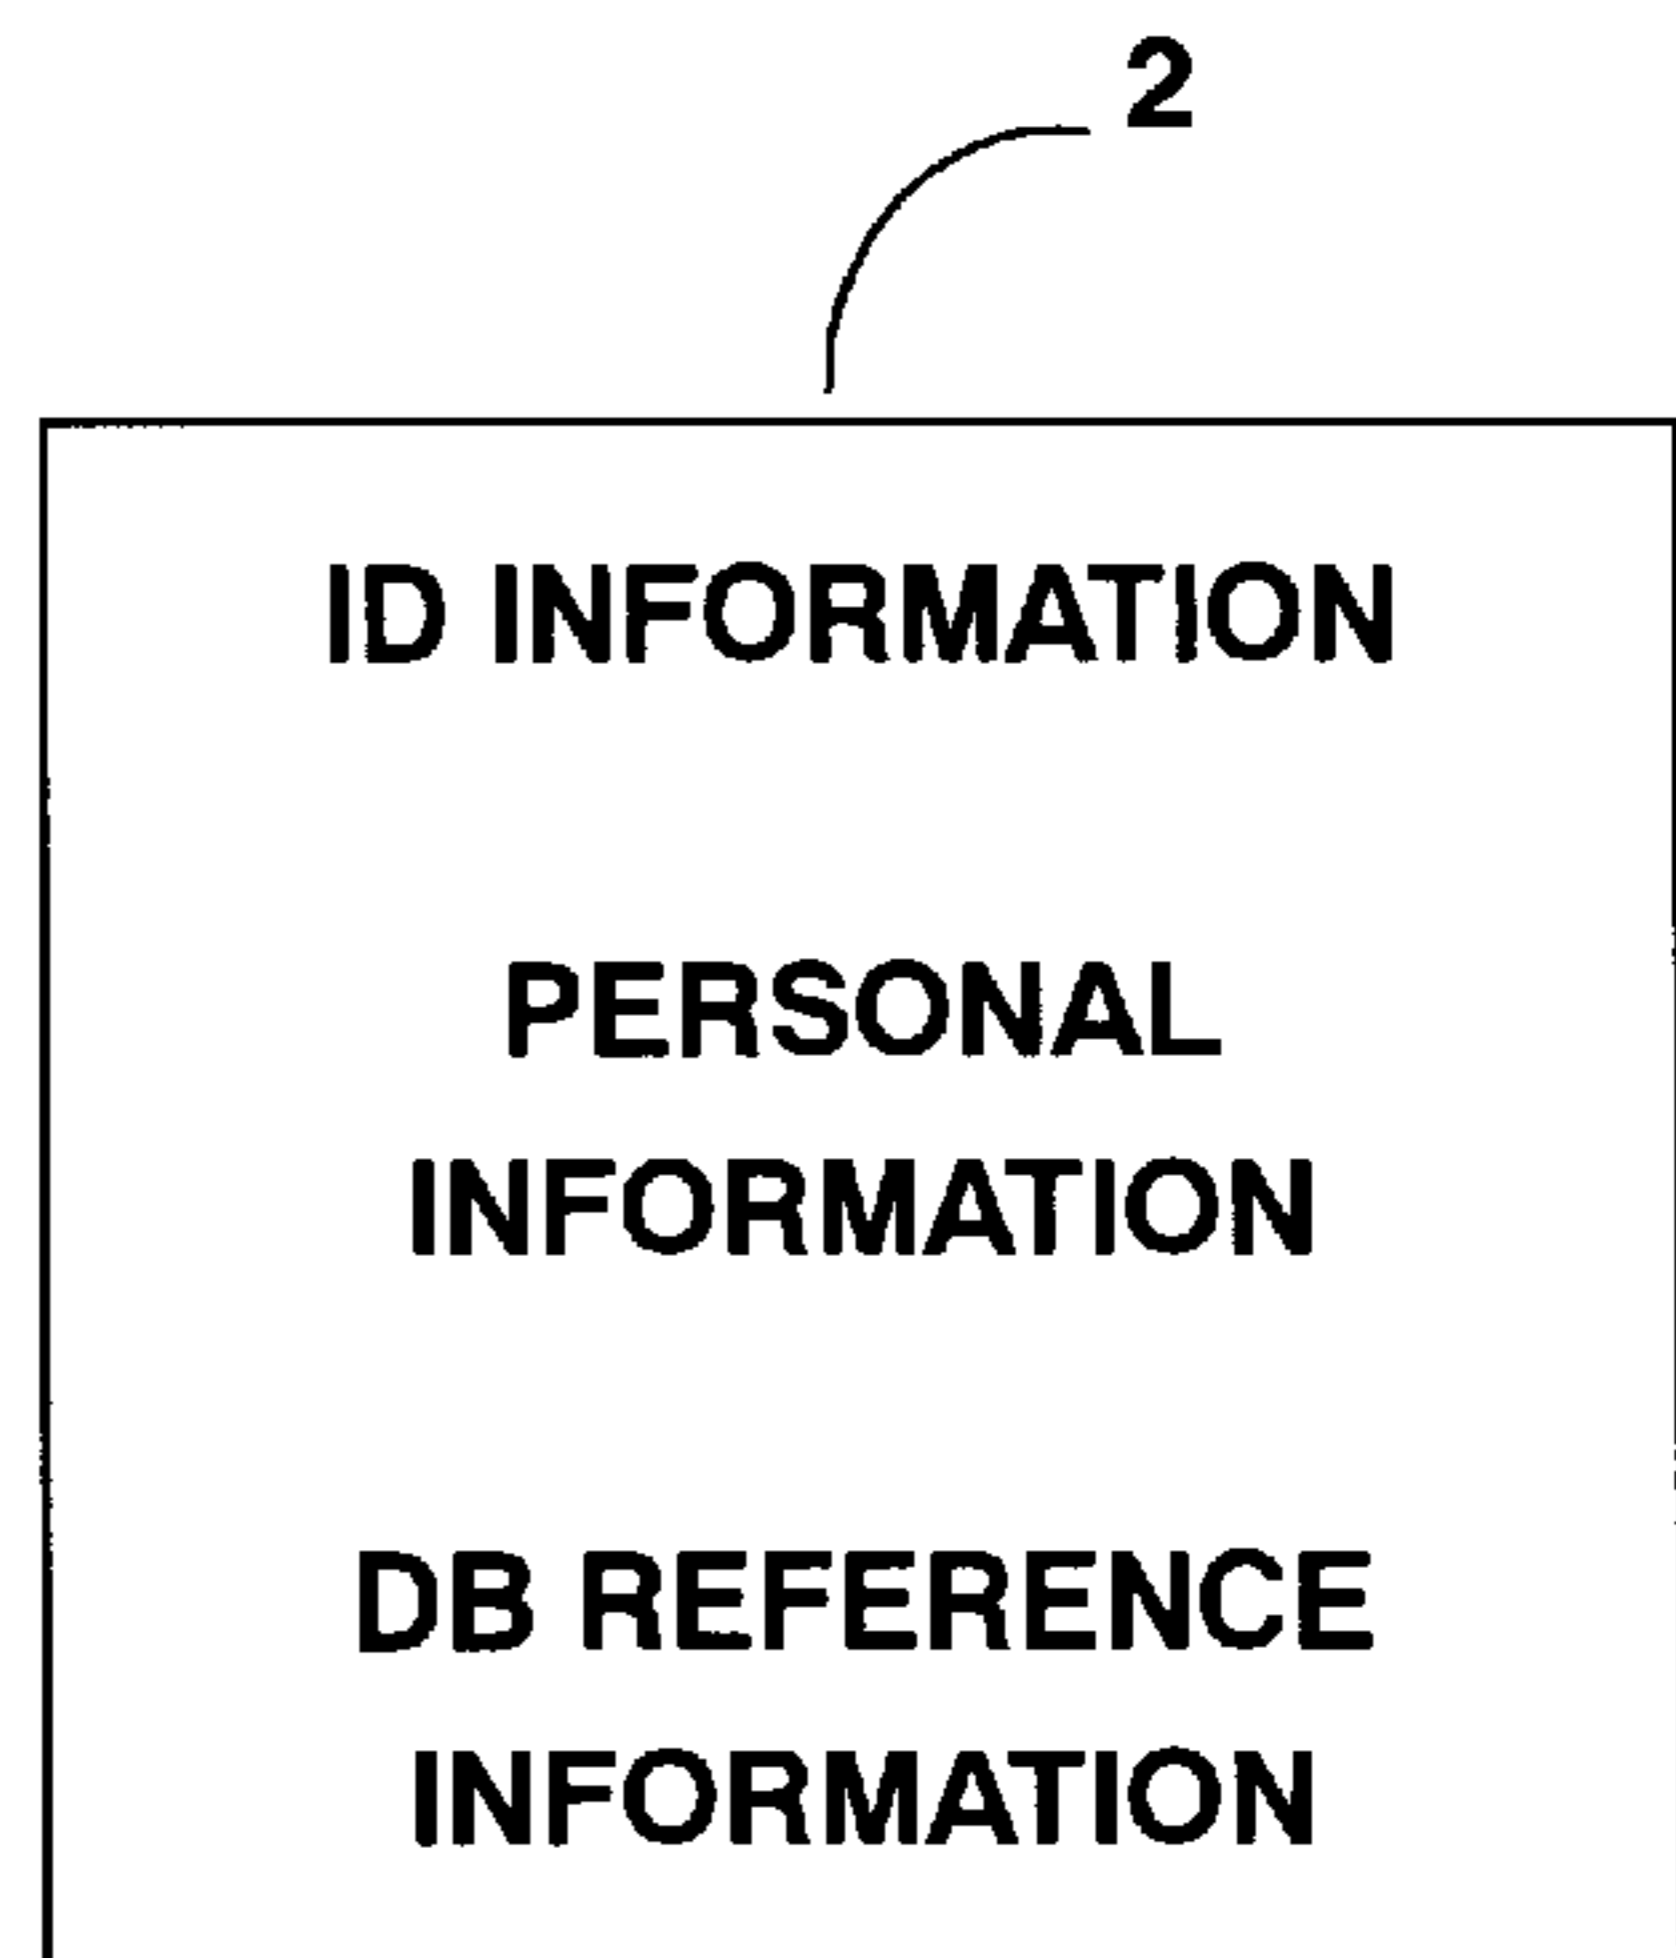 2
ID INFORMATION
PERSONAL
INFORMATION
DB REFERENCE
INFORMATION